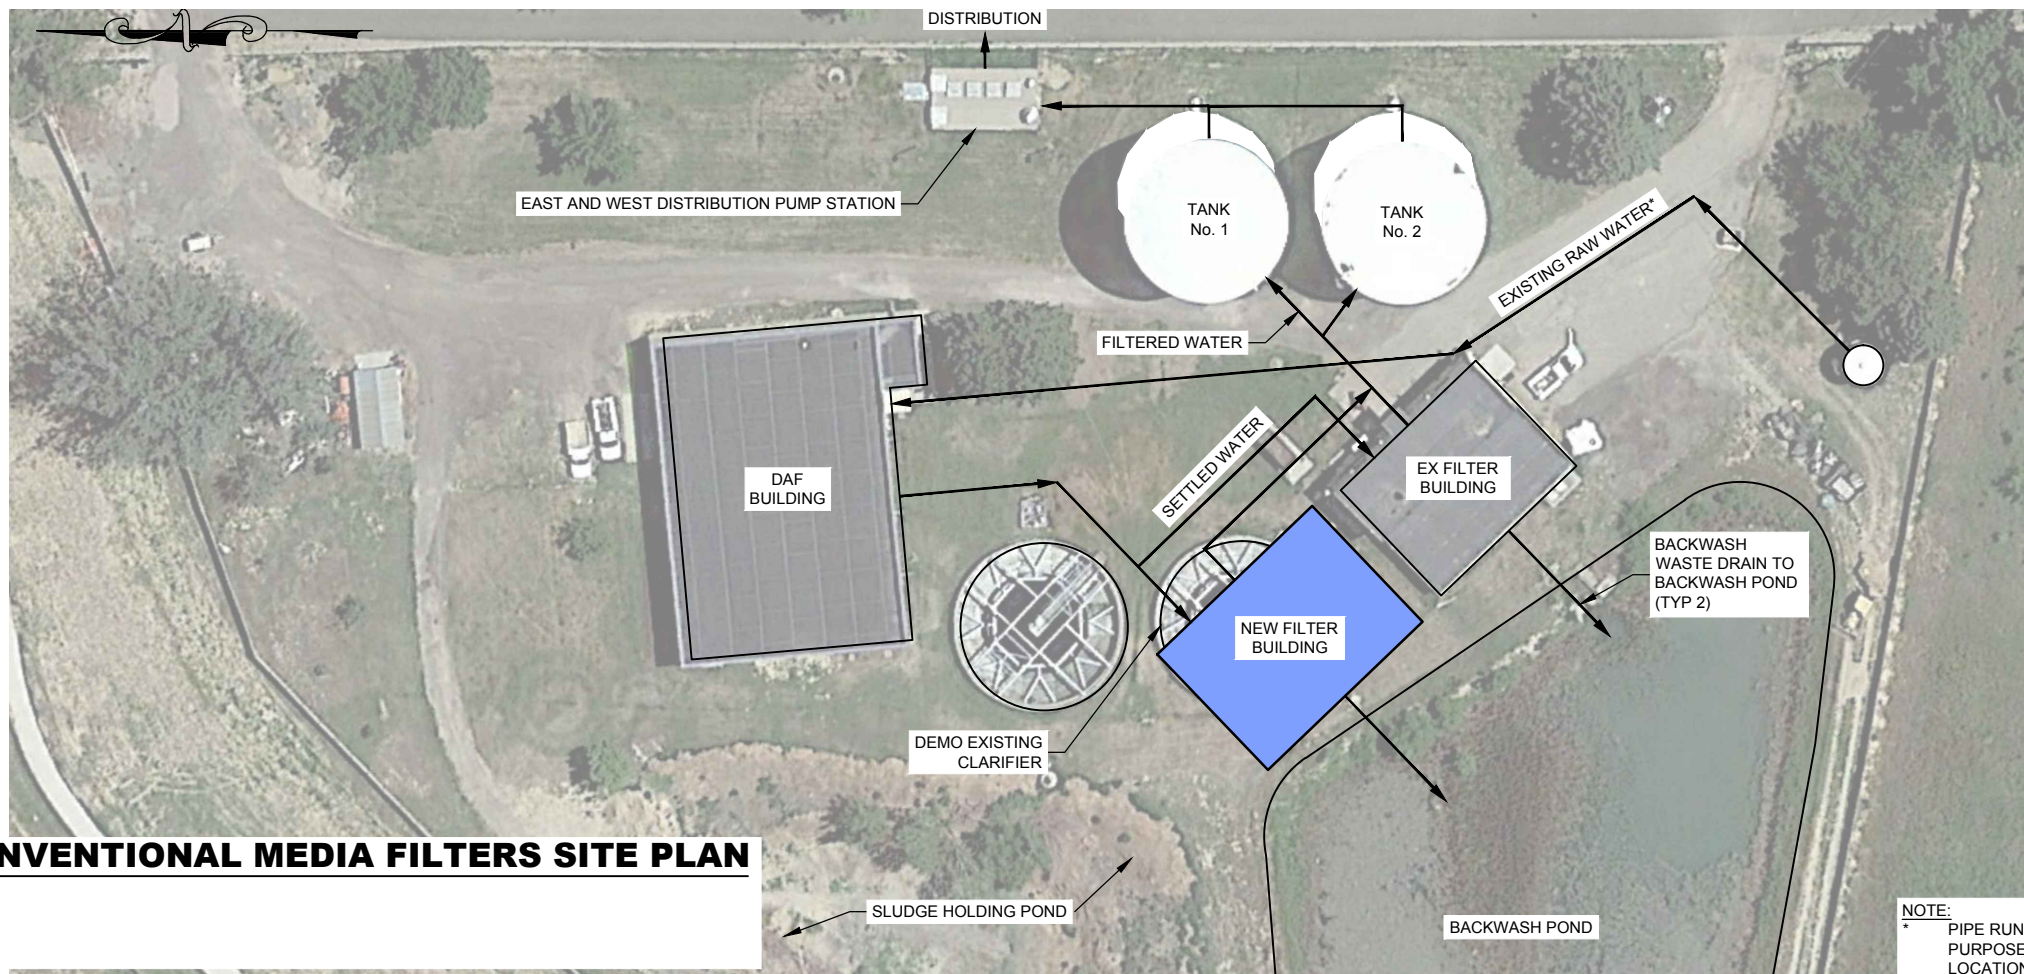 DISTRIBUTION
EAST AND WEST DISTRIBUTION PUMP STATION
TANK
No. 1
TANK
No. 2
EXISTING RAW WATER*
FILTERED WATER
SETTLED WATER
DAF
BUILDING
EX FILTER
BUILDING
BACKWASH
WASTE DRAIN TO
BACKWASH POND
(TYP 2)
NEW FILTER
BUILDING
DEMO EXISTING
CLARIFIER
NVENTIONAL MEDIA FILTERS SITE PLAN
SLUDGE HOLDING POND
BACKWASH POND
NOTE:
* PIPE RUN
PURPOSE
LOCATION